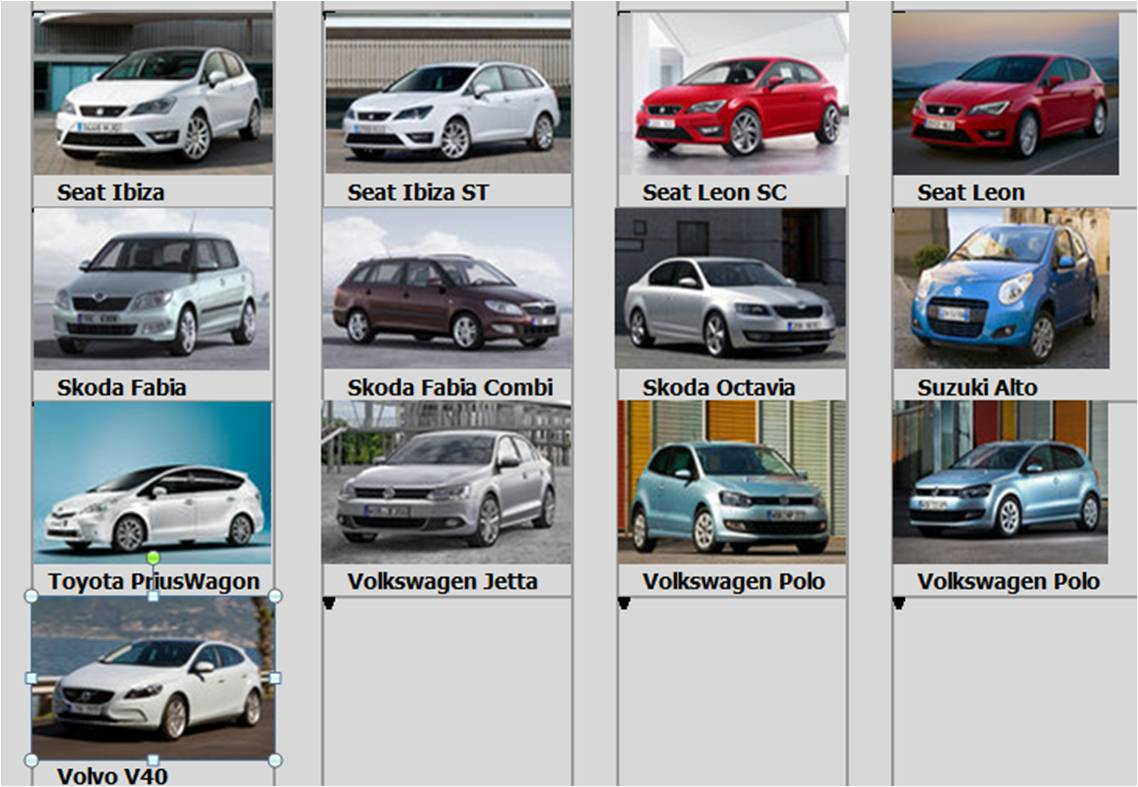 Seat Ibiza
Seat Ibiza ST
Seat Leon SC
Seat Leon
Skoda Fabia
Skoda Fabia Combi
Skoda Octavia
Suzuki Alto
Toyota PriusWagon
Volkswagen Jetta
Volkswagen Polo
Volkswagen Polo
Volvo V40